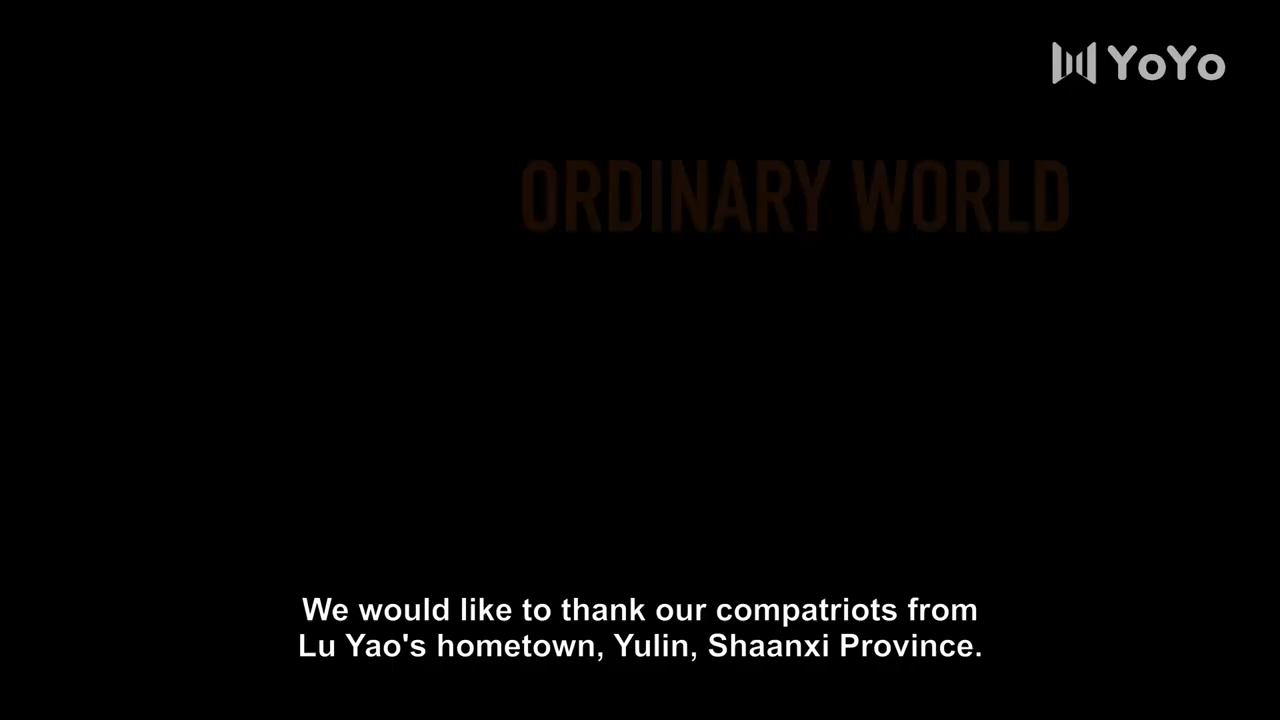 YoYo
ORDINARY WORLD
We would like to thank our compatriots from
Lu Yao's hometown, Yulin, Shaanxi Province.